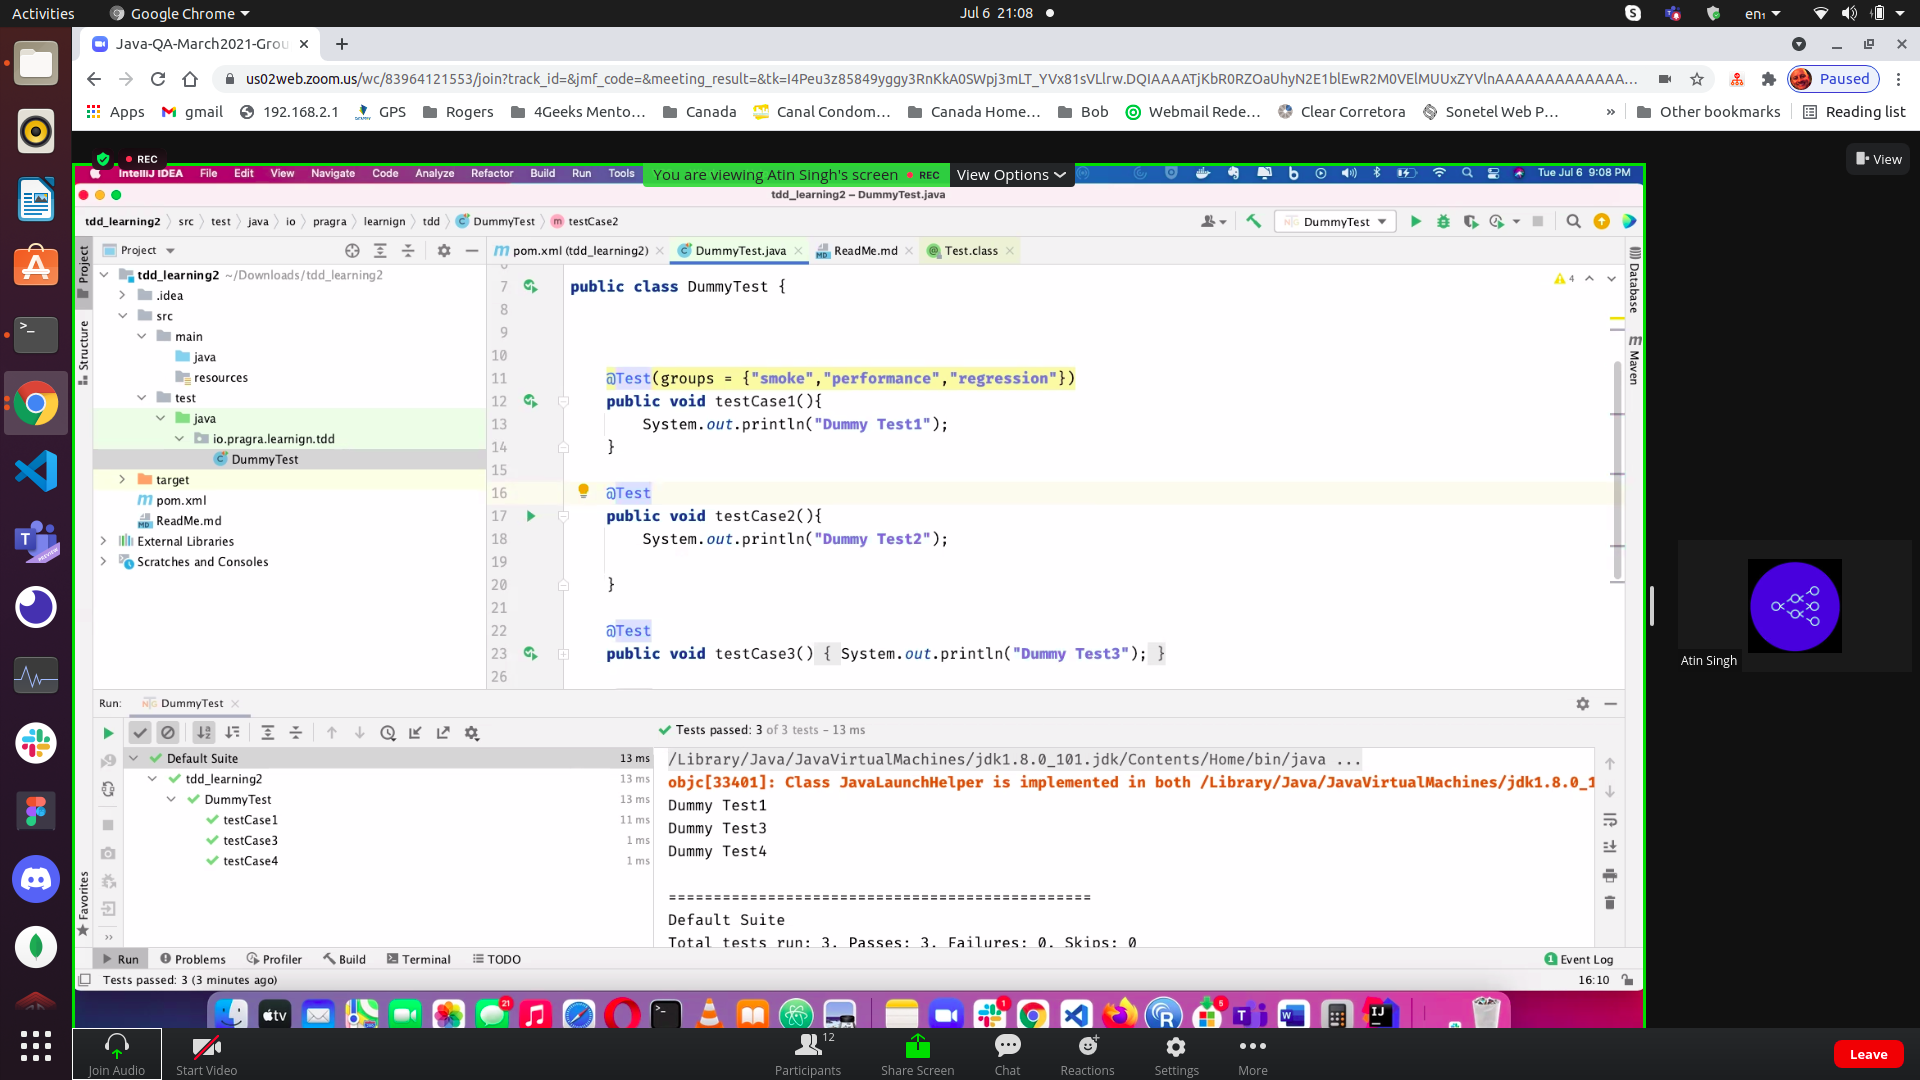 Activities
Google Chrome
Jul 6 21:08
en₁
Java-QA-March2021-Grou
us02web.zoom.us/wc/83964121553/join?track_id=&jmf_code=&meeting_result=&tk=I4Peu3z85849yggy3RnKkA0SWpj3mLT_YVx81sVLlrw.DQIAAAATjKbR0RZOaUhyN2E1blEwR2M0VElMUUxZYVlnAAAAAAAAAAAAAA...
Paused
Apps
gmail
192.168.2.1
GPS
Rogers
4Geeks Mento...
Canada
Canal Condom...
Canada Home...
Bob
Webmail Rede...
Clear Corretora
Sonetel Web P...
»
Other bookmarks
Reading list
REC
View
IntelliJ IDEA File Edit View Navigate Code Analyze Refactor Build Run Tools
You are viewing Atin Singh's screen REC
View Options
Tue Jul 6 9:08 PM
tdd_learning2 – DummyTest.java
tdd_learning2 src test java io pragra learnign tdd DummyTest testCase2
DummyTest
Project
pom.xml (tdd_learning2)
DummyTest.java
ReadMe.md
Test.class
Project
Structure
Favorites
Database
Maven
tdd_learning2 ~/Downloads/tdd_learning2
.idea
src
main
java
resources
test
java
io.pragra.learnign.tdd
DummyTest
target
pom.xml
ReadMe.md
External Libraries
Scratches and Consoles
4
7 public class DummyTest {
8
9
10
11 @Test(groups = {"smoke","performance","regression"})
12 public void testCase1(){
13 System.out.println("Dummy Test1");
14 }
15
16 @Test
17 public void testCase2(){
18 System.out.println("Dummy Test2");
19
20 }
21
22 @Test
23 public void testCase3() { System.out.println("Dummy Test3"); }
26
Atin Singh
Run: DummyTest
Tests passed: 3 of 3 tests – 13 ms
Default Suite 13 ms
tdd_learning2 13 ms
DummyTest 13 ms
testCase1 11 ms
testCase3 1 ms
testCase4 1 ms
/Library/Java/JavaVirtualMachines/jdk1.8.0_101.jdk/Contents/Home/bin/java ...
objc[33401]: Class JavaLaunchHelper is implemented in both /Library/Java/JavaVirtualMachines/jdk1.8.0_1
Dummy Test1
Dummy Test3
Dummy Test4
===============================================
Default Suite
Total tests run: 3, Passes: 3, Failures: 0, Skips: 0
Run
Problems
Profiler
Build
Terminal
TODO
1 Event Log
Tests passed: 3 (3 minutes ago)
16:10
tv
21
1
5
Join Audio
Start Video
12
Participants
Share Screen
Chat
Reactions
Settings
More
Leave